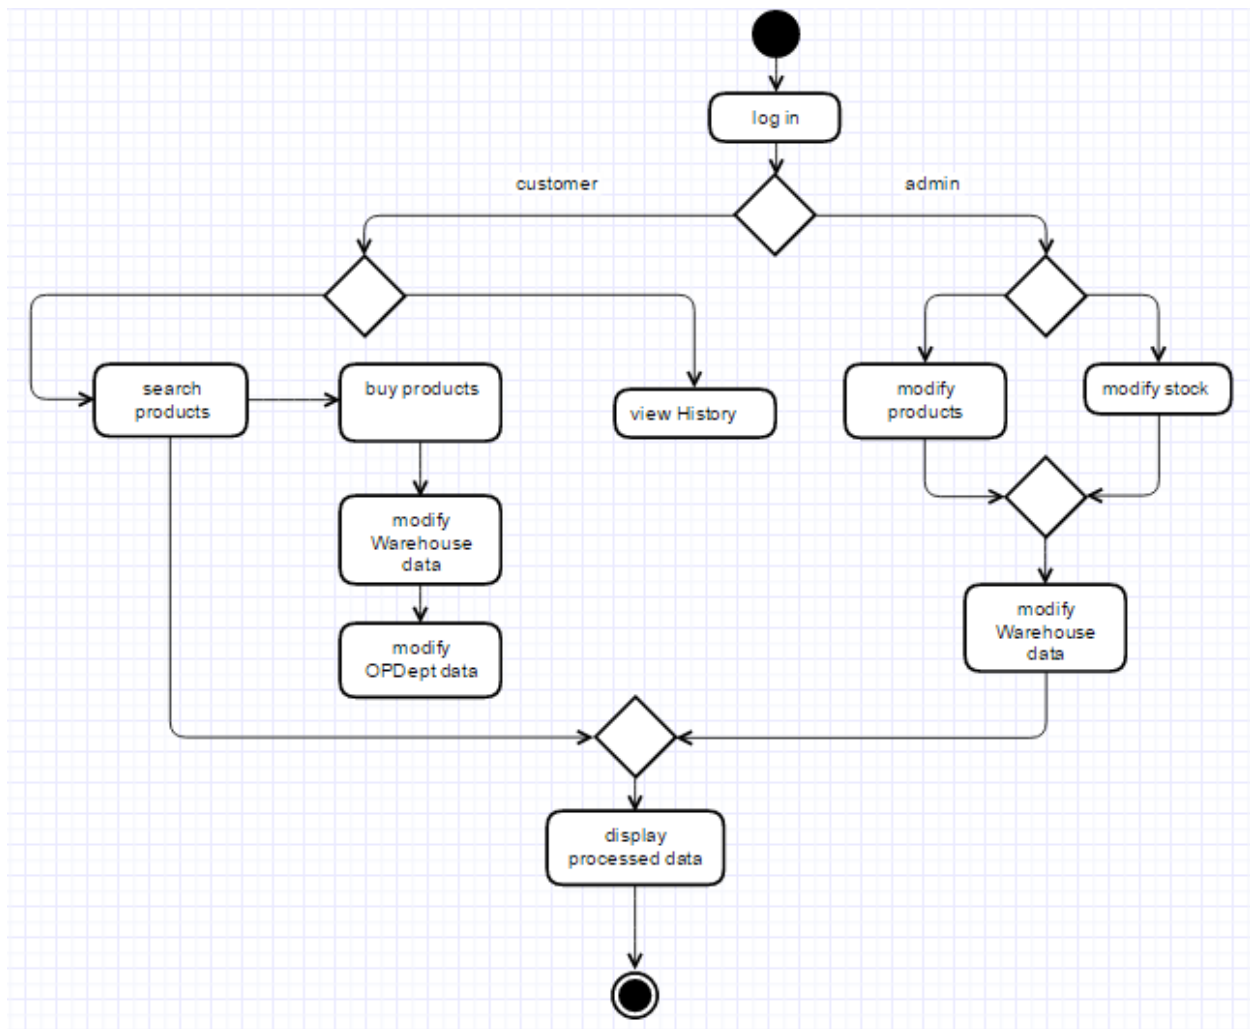 log in
customer
admin
search
products
buy products
view History
modify
products
modify stock
modify
Warehouse
data
modify
OPDept data
modify
Warehouse
data
display
processed data